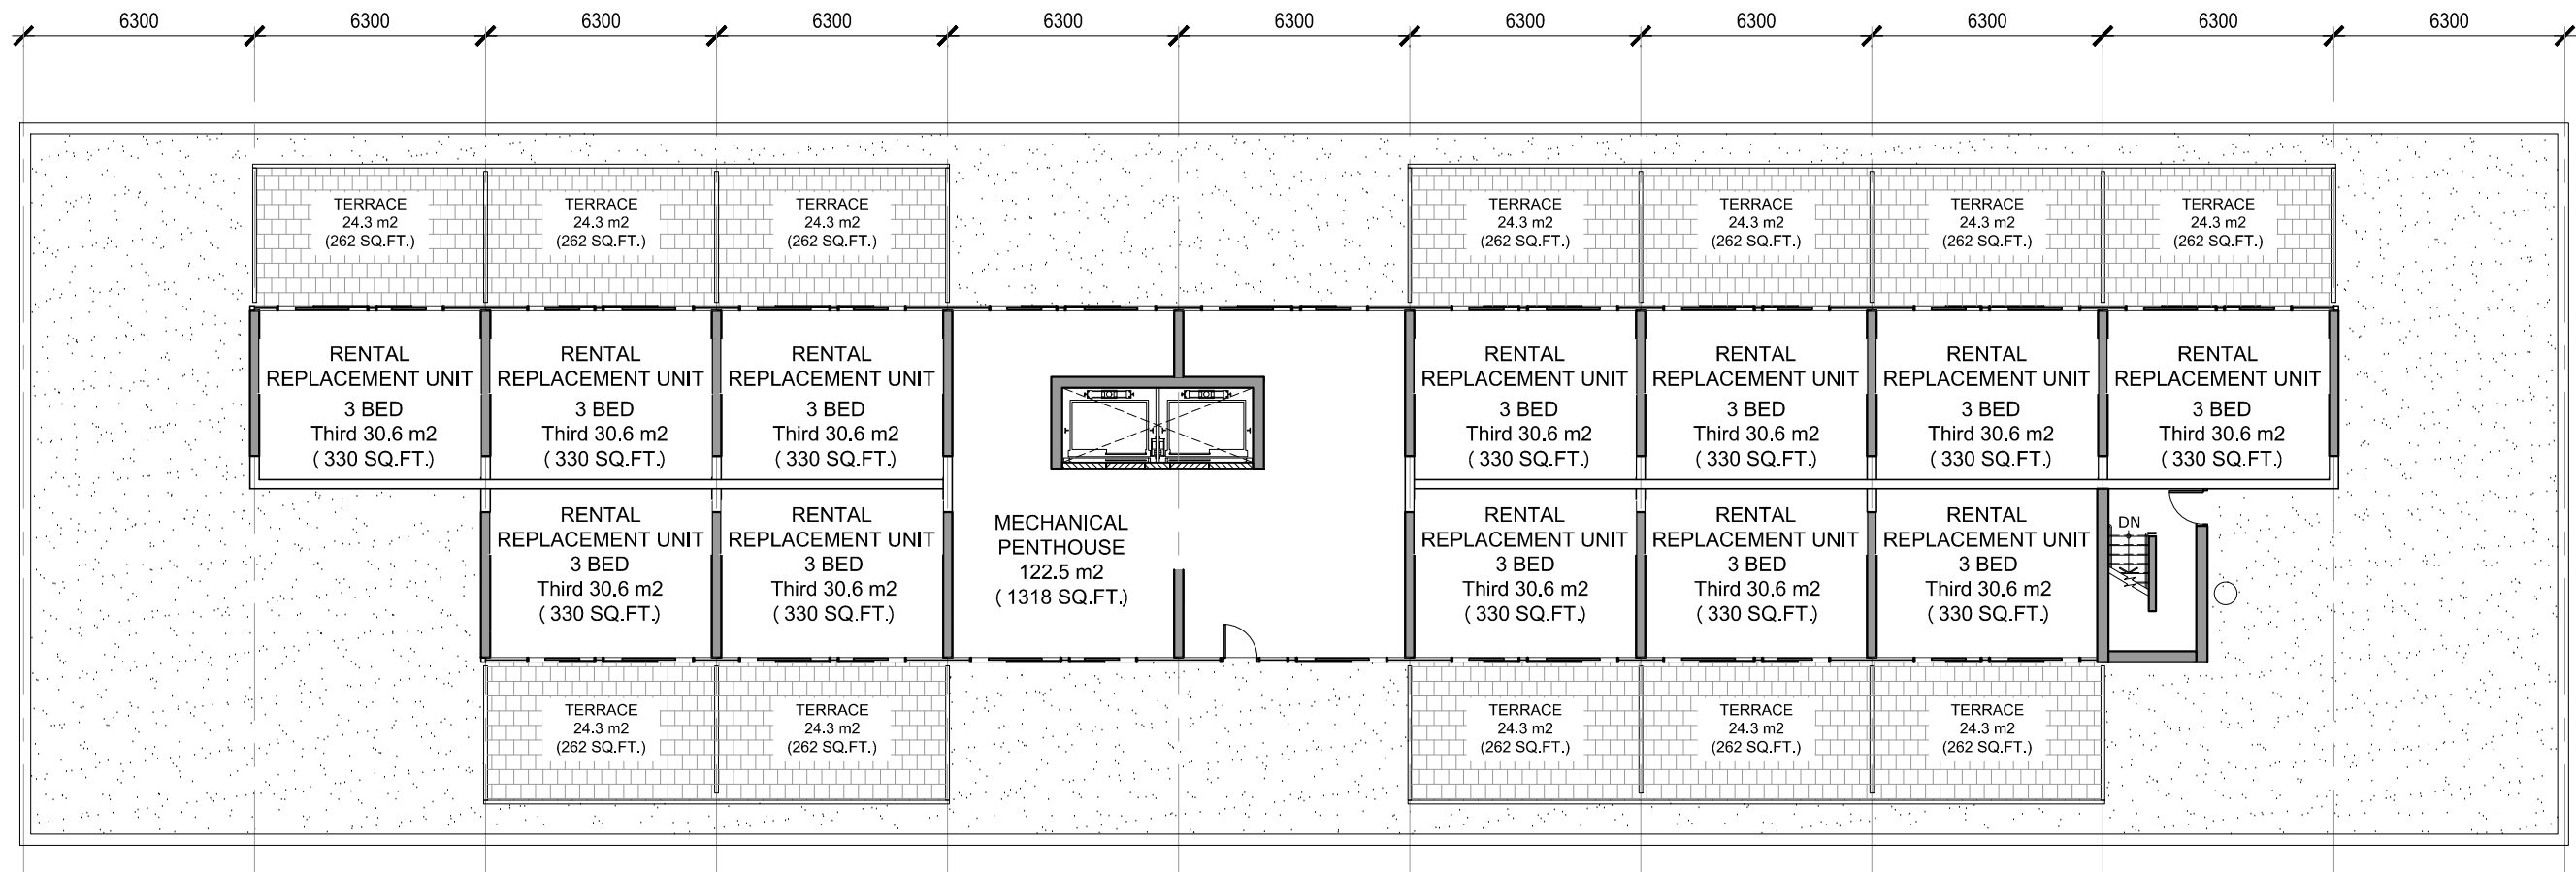 6300 6300 6300 6300 6300 6300 6300 6300 6300 6300 6300
TERRACE
24.3 m2
(262 SQ.FT.)
TERRACE
24.3 m2
(262 SQ.FT.)
TERRACE
24.3 m2
(262 SQ.FT.)
TERRACE
24.3 m2
(262 SQ.FT.)
TERRACE
24.3 m2
(262 SQ.FT.)
TERRACE
24.3 m2
(262 SQ.FT.)
TERRACE
24.3 m2
(262 SQ.FT.)
RENTAL
REPLACEMENT UNIT
3 BED
Third 30.6 m2
( 330 SQ.FT.)
RENTAL
REPLACEMENT UNIT
3 BED
Third 30.6 m2
( 330 SQ.FT.)
RENTAL
REPLACEMENT UNIT
3 BED
Third 30.6 m2
( 330 SQ.FT.)
RENTAL
REPLACEMENT UNIT
3 BED
Third 30.6 m2
( 330 SQ.FT.)
RENTAL
REPLACEMENT UNIT
3 BED
Third 30.6 m2
( 330 SQ.FT.)
RENTAL
REPLACEMENT UNIT
3 BED
Third 30.6 m2
( 330 SQ.FT.)
RENTAL
REPLACEMENT UNIT
3 BED
Third 30.6 m2
( 330 SQ.FT.)
RENTAL
REPLACEMENT UNIT
3 BED
Third 30.6 m2
( 330 SQ.FT.)
RENTAL
REPLACEMENT UNIT
3 BED
Third 30.6 m2
( 330 SQ.FT.)
MECHANICAL
PENTHOUSE
122.5 m2
( 1318 SQ.FT.)
RENTAL
REPLACEMENT UNIT
3 BED
Third 30.6 m2
( 330 SQ.FT.)
RENTAL
REPLACEMENT UNIT
3 BED
Third 30.6 m2
( 330 SQ.FT.)
RENTAL
REPLACEMENT UNIT
3 BED
Third 30.6 m2
( 330 SQ.FT.)
DN
TERRACE
24.3 m2
(262 SQ.FT.)
TERRACE
24.3 m2
(262 SQ.FT.)
TERRACE
24.3 m2
(262 SQ.FT.)
TERRACE
24.3 m2
(262 SQ.FT.)
TERRACE
24.3 m2
(262 SQ.FT.)